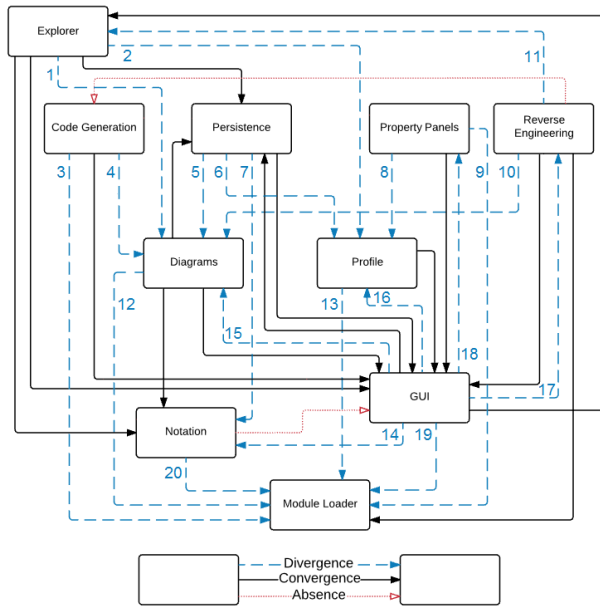 Explorer
1
2
11
Code Generation
Persistence
Property Panels
Reverse
Engineering
3
4
5
6
7
8
9
10
Diagrams
Profile
12
13
16
15
18
GUI
17
Notation
14
19
20
Module Loader
Divergence
Convergence
Absence